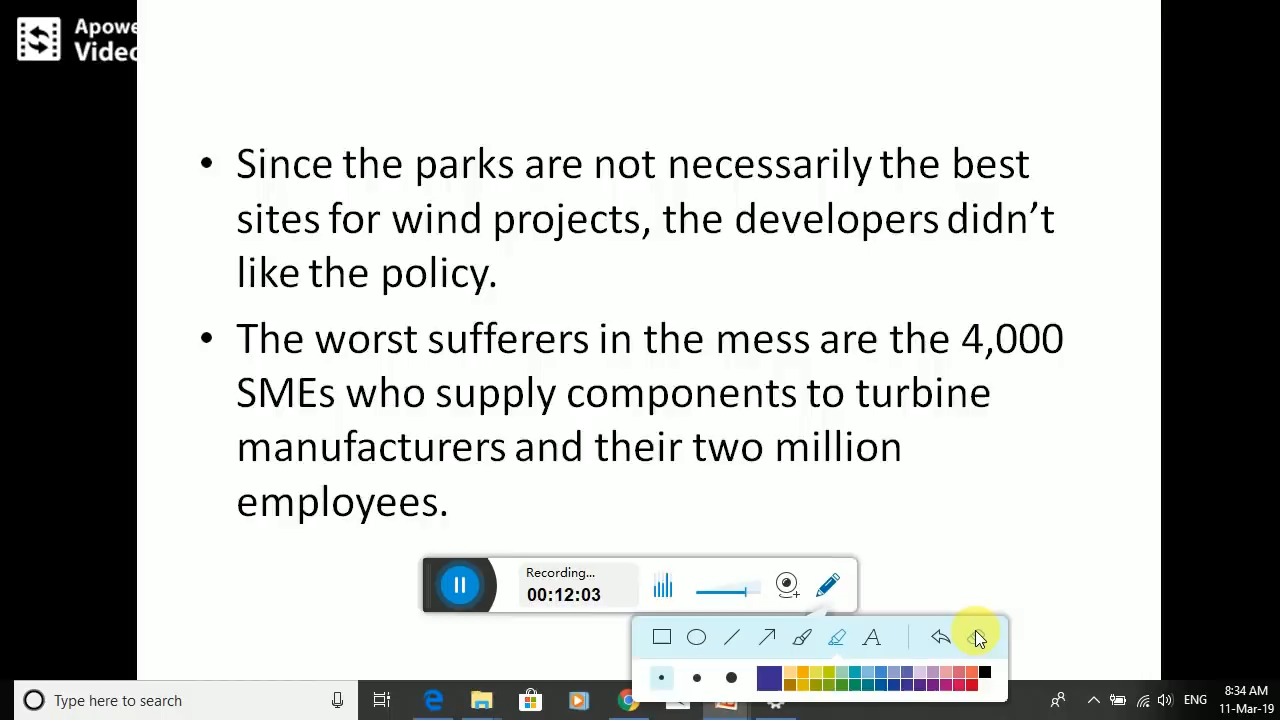 Apowe
Video
• Since the parks are not necessarily the best
sites for wind projects, the developers didn’t
like the policy.
• The worst sufferers in the mess are the 4,000
SMEs who supply components to turbine
manufacturers and their two million
employees.
Recording...
00:12:03
A
Type here to search
ENG
8:34 AM
11-Mar-19